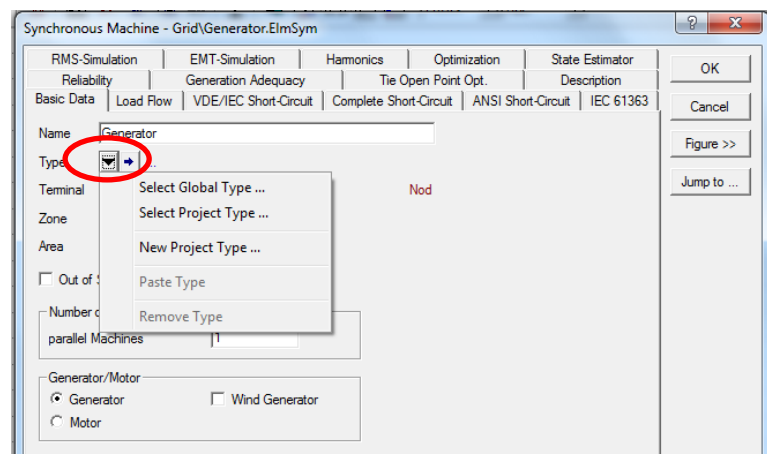 Synchronous Machine - Grid\Generator.ElmSym
?
X
RMS-Simulation EMT-Simulation Harmonics Optimization State Estimator
Reliability Generation Adequacy Tie Open Point Opt. Description
Basic Data Load Flow VDE/IEC Short-Circuit Complete Short-Circuit ANSI Short-Circuit IEC 61363
OK
Cancel
Figure >>
Jump to ...
Name Generator
Type ...
Select Global Type ...
Select Project Type ...
New Project Type ...
Paste Type
Remove Type
Terminal Nod
Zone
Area
Out of
Number
parallel Machines 1
Generator/Motor
Generator Wind Generator
Motor